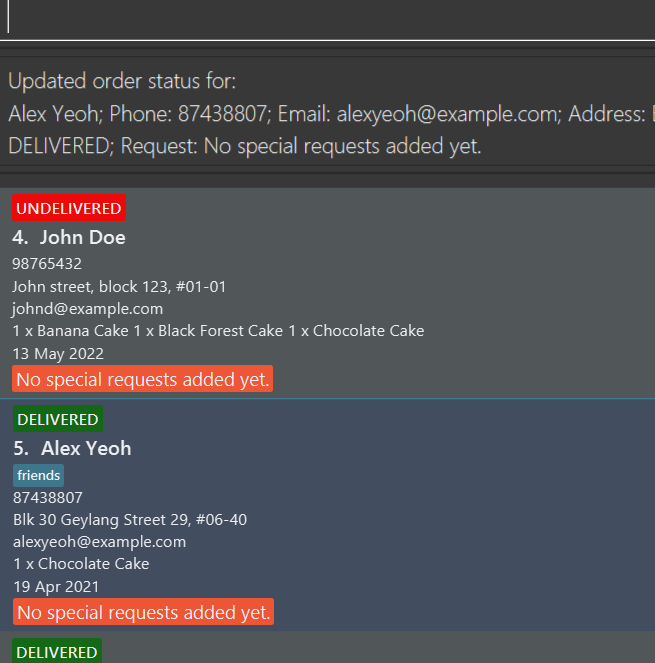 Updated order status for:
Alex Yeoh; Phone: 87438807; Email: alexyeoh@example.com; Address:
DELIVERED; Request: No special requests added yet.
UNDELIVERED
4. John Doe
98765432
John street, block 123, #01-01
johnd@example.com
1 x Banana Cake 1 x Black Forest Cake 1 x Chocolate Cake
13 May 2022
No special requests added yet.
DELIVERED
5. Alex Yeoh
friends
87438807
Blk 30 Geylang Street 29, #06-40
alexyeoh@example.com
1 x Chocolate Cake
19 Apr 2021
No special requests added yet.
DELIVERED